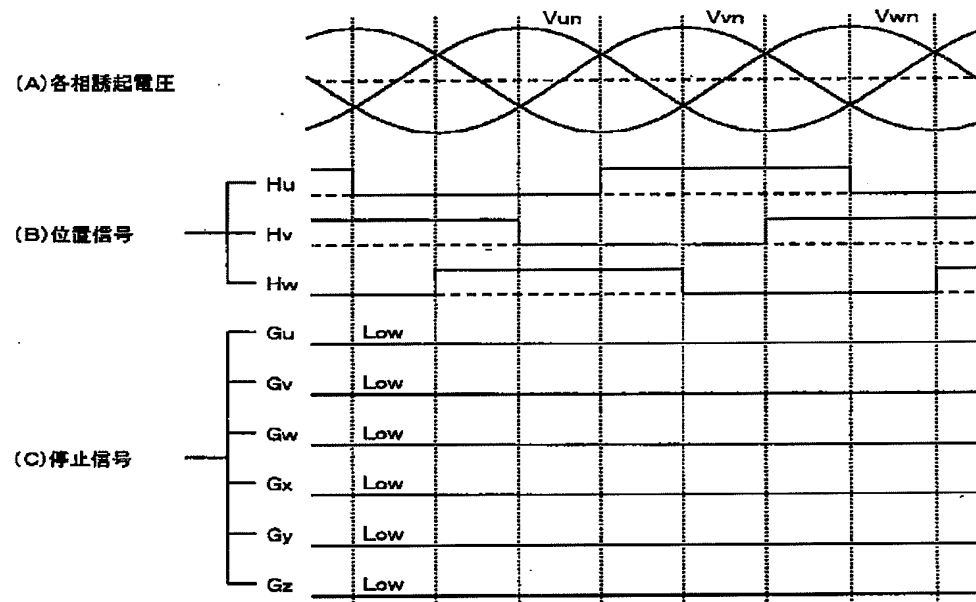 Vun Vvn Vwn
(A)各相誘起電圧
Hu
(B)位置信号
Hv
Hw
Gu Low
Gv Low
Gw Low
(C)停止信号
Gx Low
Gy Low
Gz Low